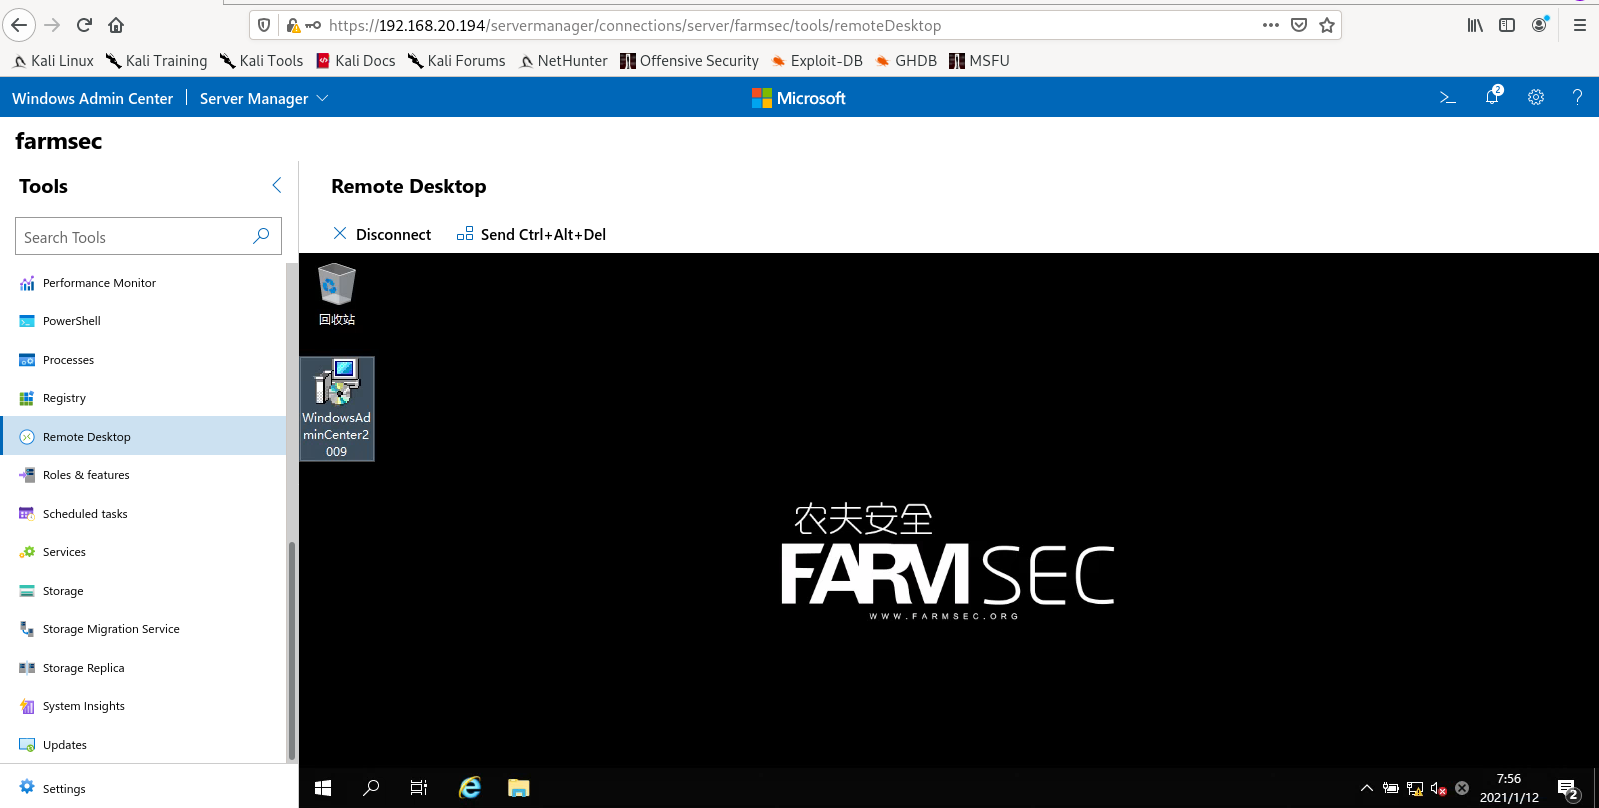 https://192.168.20.194/servermanager/connections/server/farmsec/tools/remoteDesktop
Kali Linux Kali Training Kali Tools Kali Docs Kali Forums NetHunter Offensive Security Exploit-DB GHDB MSFU
Windows Admin Center Server Manager Microsoft 2
farmsec
Tools
Search Tools
Performance Monitor
PowerShell
Processes
Registry
Remote Desktop
Roles & features
Scheduled tasks
Services
Storage
Storage Migration Service
Storage Replica
System Insights
Updates
Settings
Remote Desktop
Disconnect Send Ctrl+Alt+Del
回收站
WindowsAd
minCenter2
009
农夫安全
FARMSEC
WWW.FARMSEC.ORG
7:56
2021/1/12
2